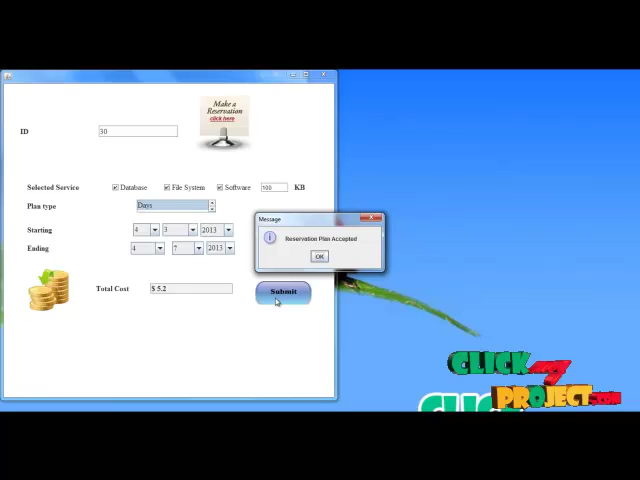 Make a
Reservation
click here
ID
30
Selected Service
Database
File System
Software
100
KB
Plan type
Days
Starting
4
3
2013
Ending
4
7
2013
Total Cost
$ 5.2
Submit
Message
Reservation Plan Accepted
OK
CLICK my
PROJECT.COM
CLIC